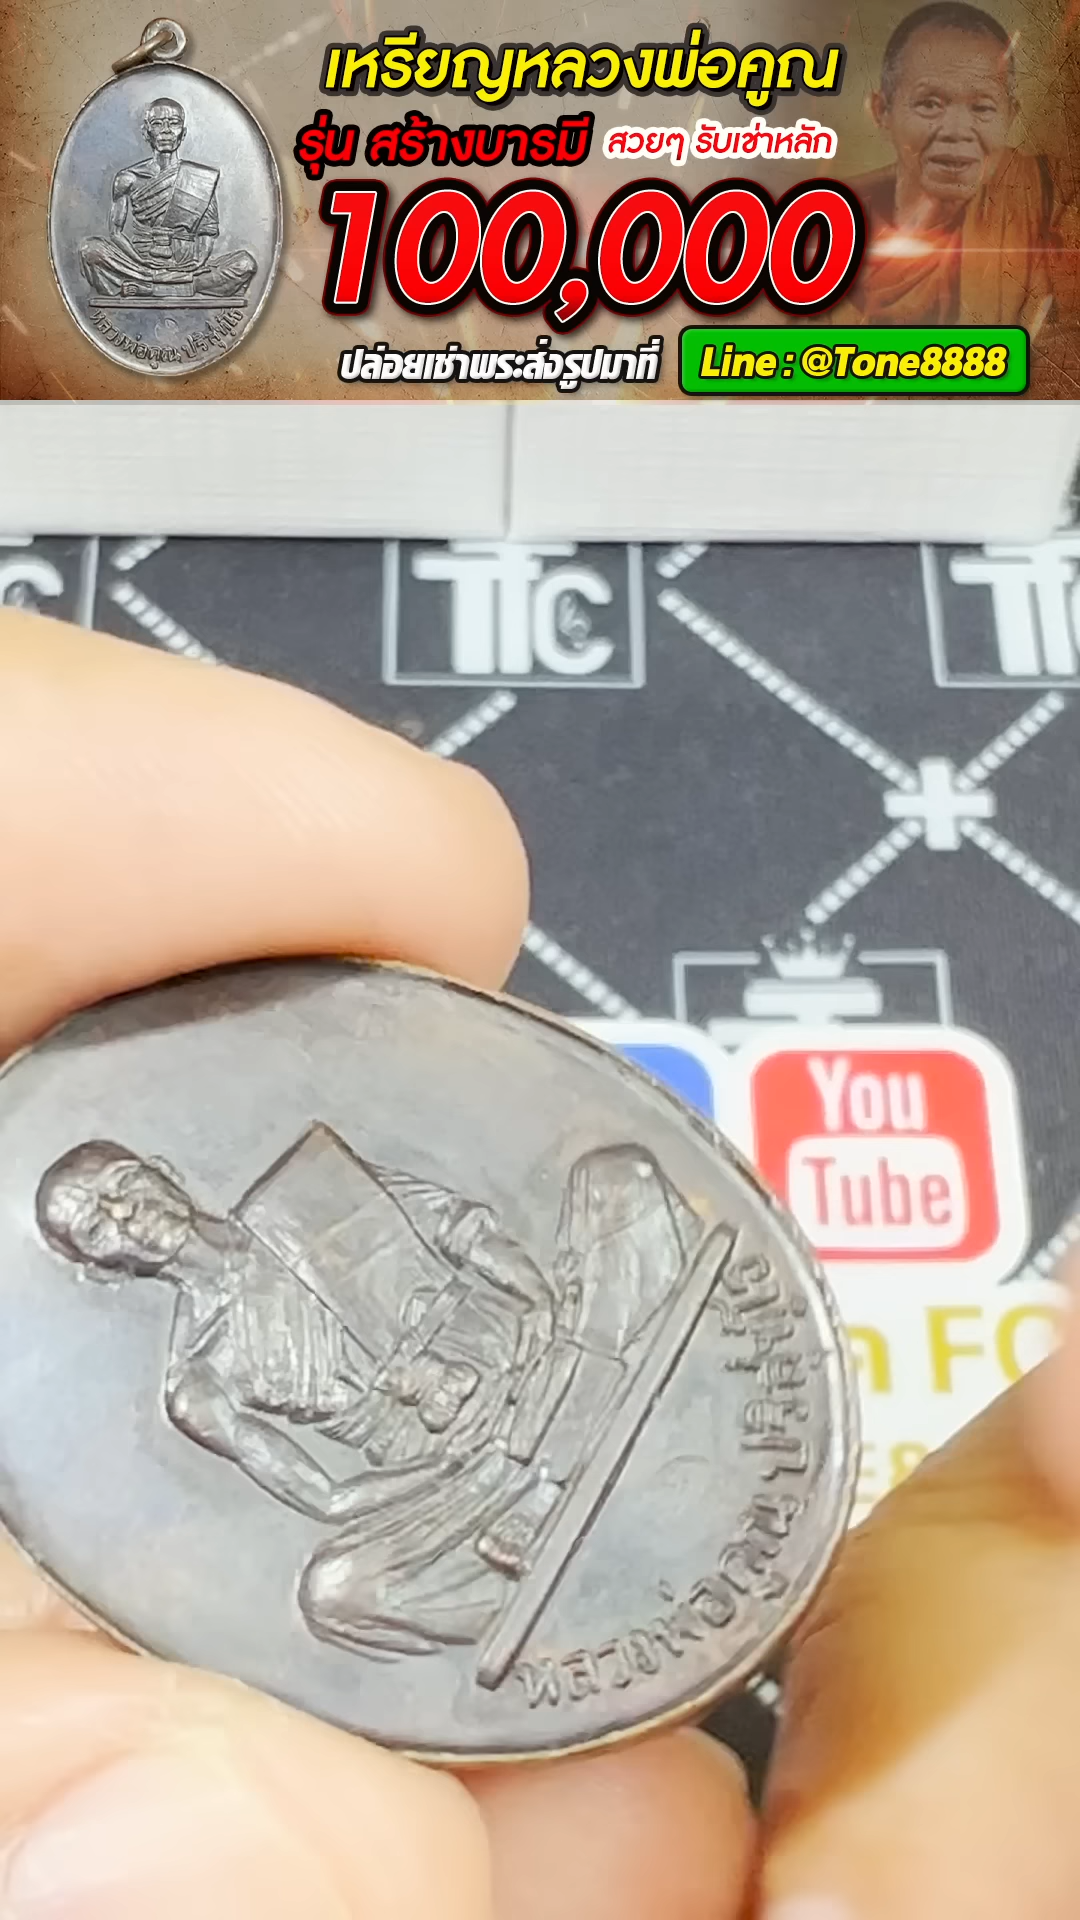 เหรียญหลวงพ่อคูณ
รุ่น สร้างบารมี สวยๆ รับเช่าหลัก
100,000
ปล่อยเช่าพระส่งรูปมาที่ Line : @Tone8888
หลวงพ่อคูณ ปริสุทฺโธ
TTC
You
Tube
FC
หลวงพ่อคูณ ปริสุทฺโธ